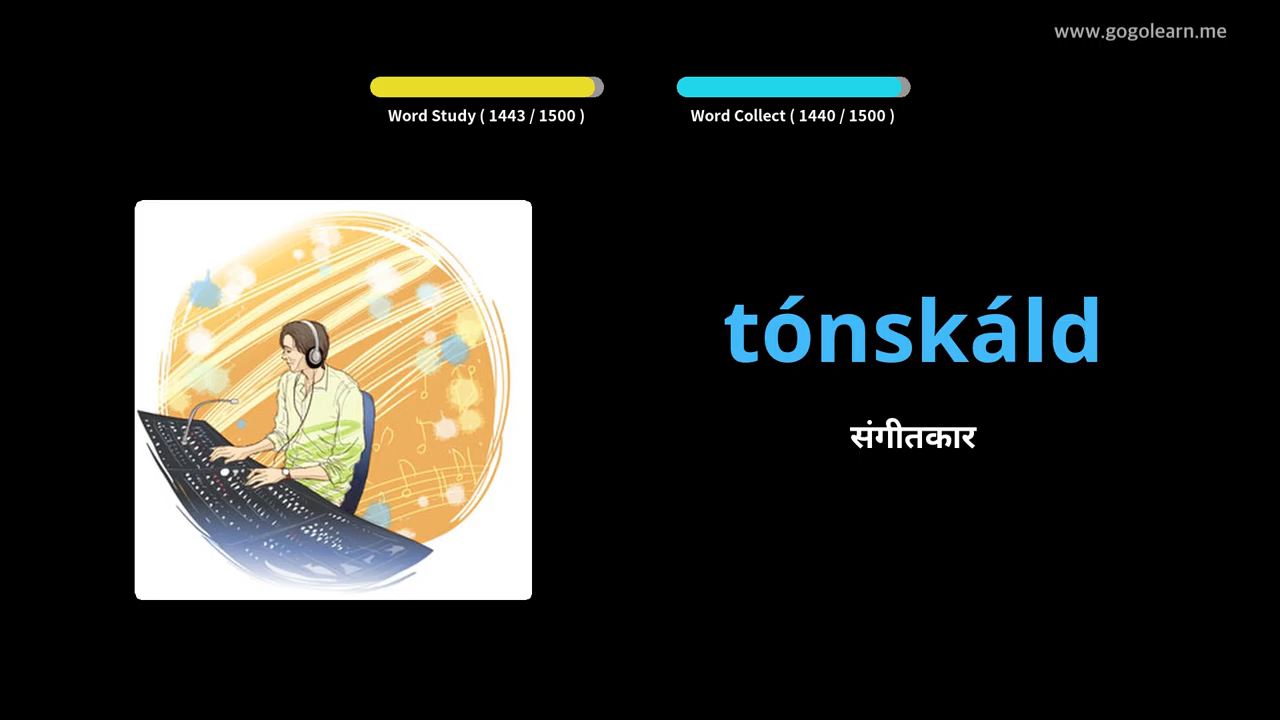 www.gogolearn.me
Word Study ( 1443 / 1500 )
Word Collect ( 1440 / 1500 )
tónskáld
संगीतकार